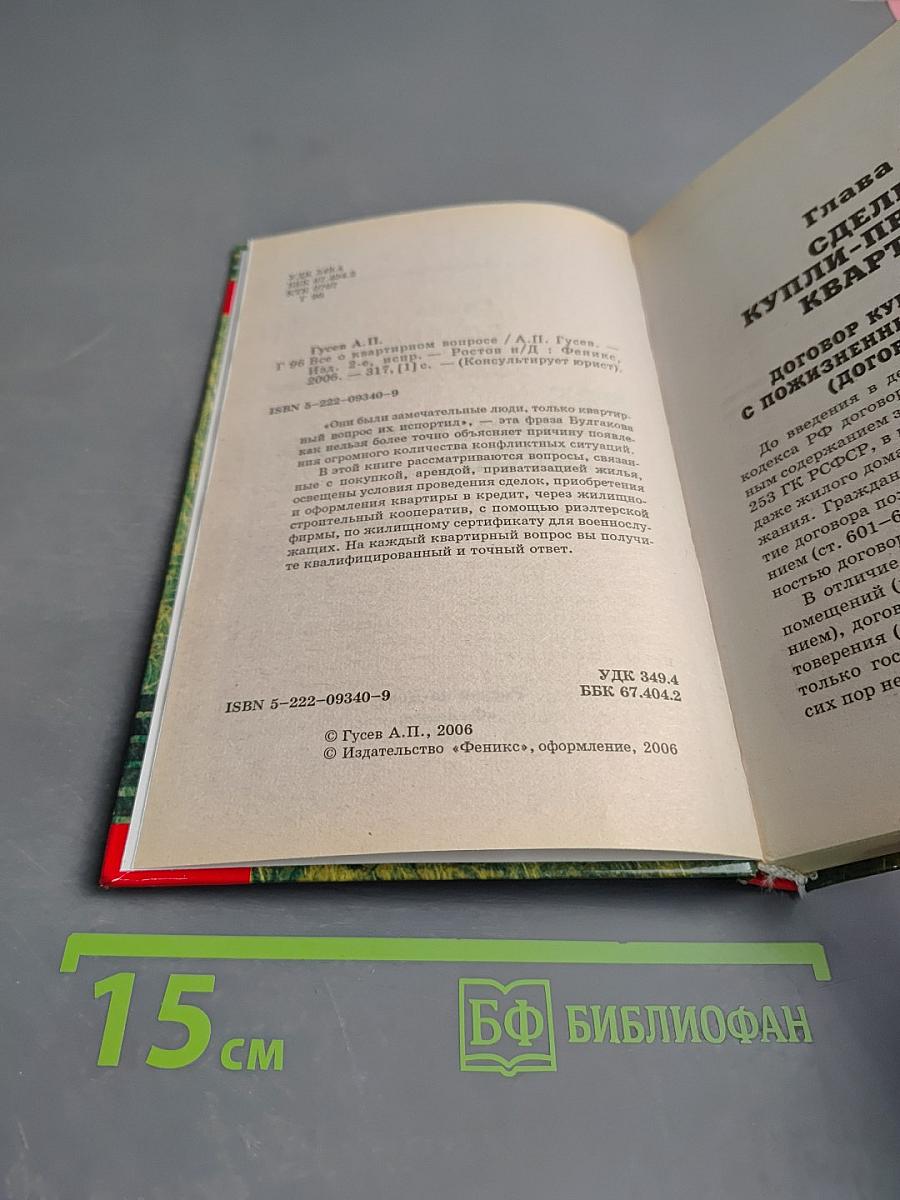 УДК 349.4
ББК 67.404.2
КТК 0707
Г 96
Гусев А.П.
Г 96 Все о квартирном вопросе / А.П. Гусев. —
Изд. 2-е, испр. — Ростов н/Д : Феникс,
2006. — 317, [1] с. — (Консультирует юрист).
ISBN 5-222-09340-9
«Они были замечательные люди, только квартир-
ный вопрос их испортил», — эта фраза Булгакова
как нельзя более точно объясняет причину появле-
ния огромного количества конфликтных ситуаций.
В этой книге рассматриваются вопросы, связан-
ные с покупкой, арендой, приватизацией жилья,
освещены условия проведения сделок, приобретения
и оформления квартиры в кредит, через жилищно-
строительный кооператив, с помощью риэлтерской
фирмы, по жилищному сертификату для военнослу-
жащих. На каждый квартирный вопрос вы получи-
те квалифицированный и точный ответ.
УДК 349.4
ББК 67.404.2
ISBN 5-222-09340-9
© Гусев А.П., 2006
© Издательство «Феникс», оформление, 2006
Глава
СДЕЛ
КУПЛИ-ПР
КВАРТ
ДОГОВОР КУ
С ПОЖИЗНЕНН
(ДОГОВ
До введения в де
кодекса РФ договор
ным содержанием з
253 ГК РСФСР, в
даже жилого дома
жания. Граждан
тие договора по
нием (ст. 601–6
ностью договор
В отличие
помещений (
нием), догов
товерения (
только гос
сих пор не
15 см
БФ БИБЛИОФАН